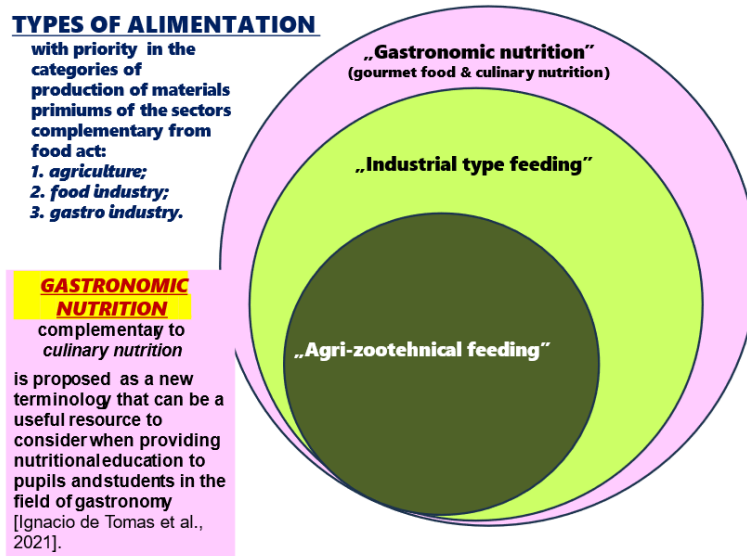 TYPES OF ALIMENTATION
with priority in the
categories of
production of materials
primiums of the sectors
complementary from
food act:
1. agriculture;
2. food industry;
3. gastro industry.
„Gastronomic nutrition”
(gourmet food & culinary nutrition)
„Industrial type feeding”
„Agri-zootehnical feeding”
GASTRONOMIC
NUTRITION
complementary to
culinary nutrition
is proposed as a new
terminology that can be a
useful resource to
consider when providing
nutritional education to
pupils and students in the
field of gastronomy
[Ignacio de Tomas et al.,
2021].